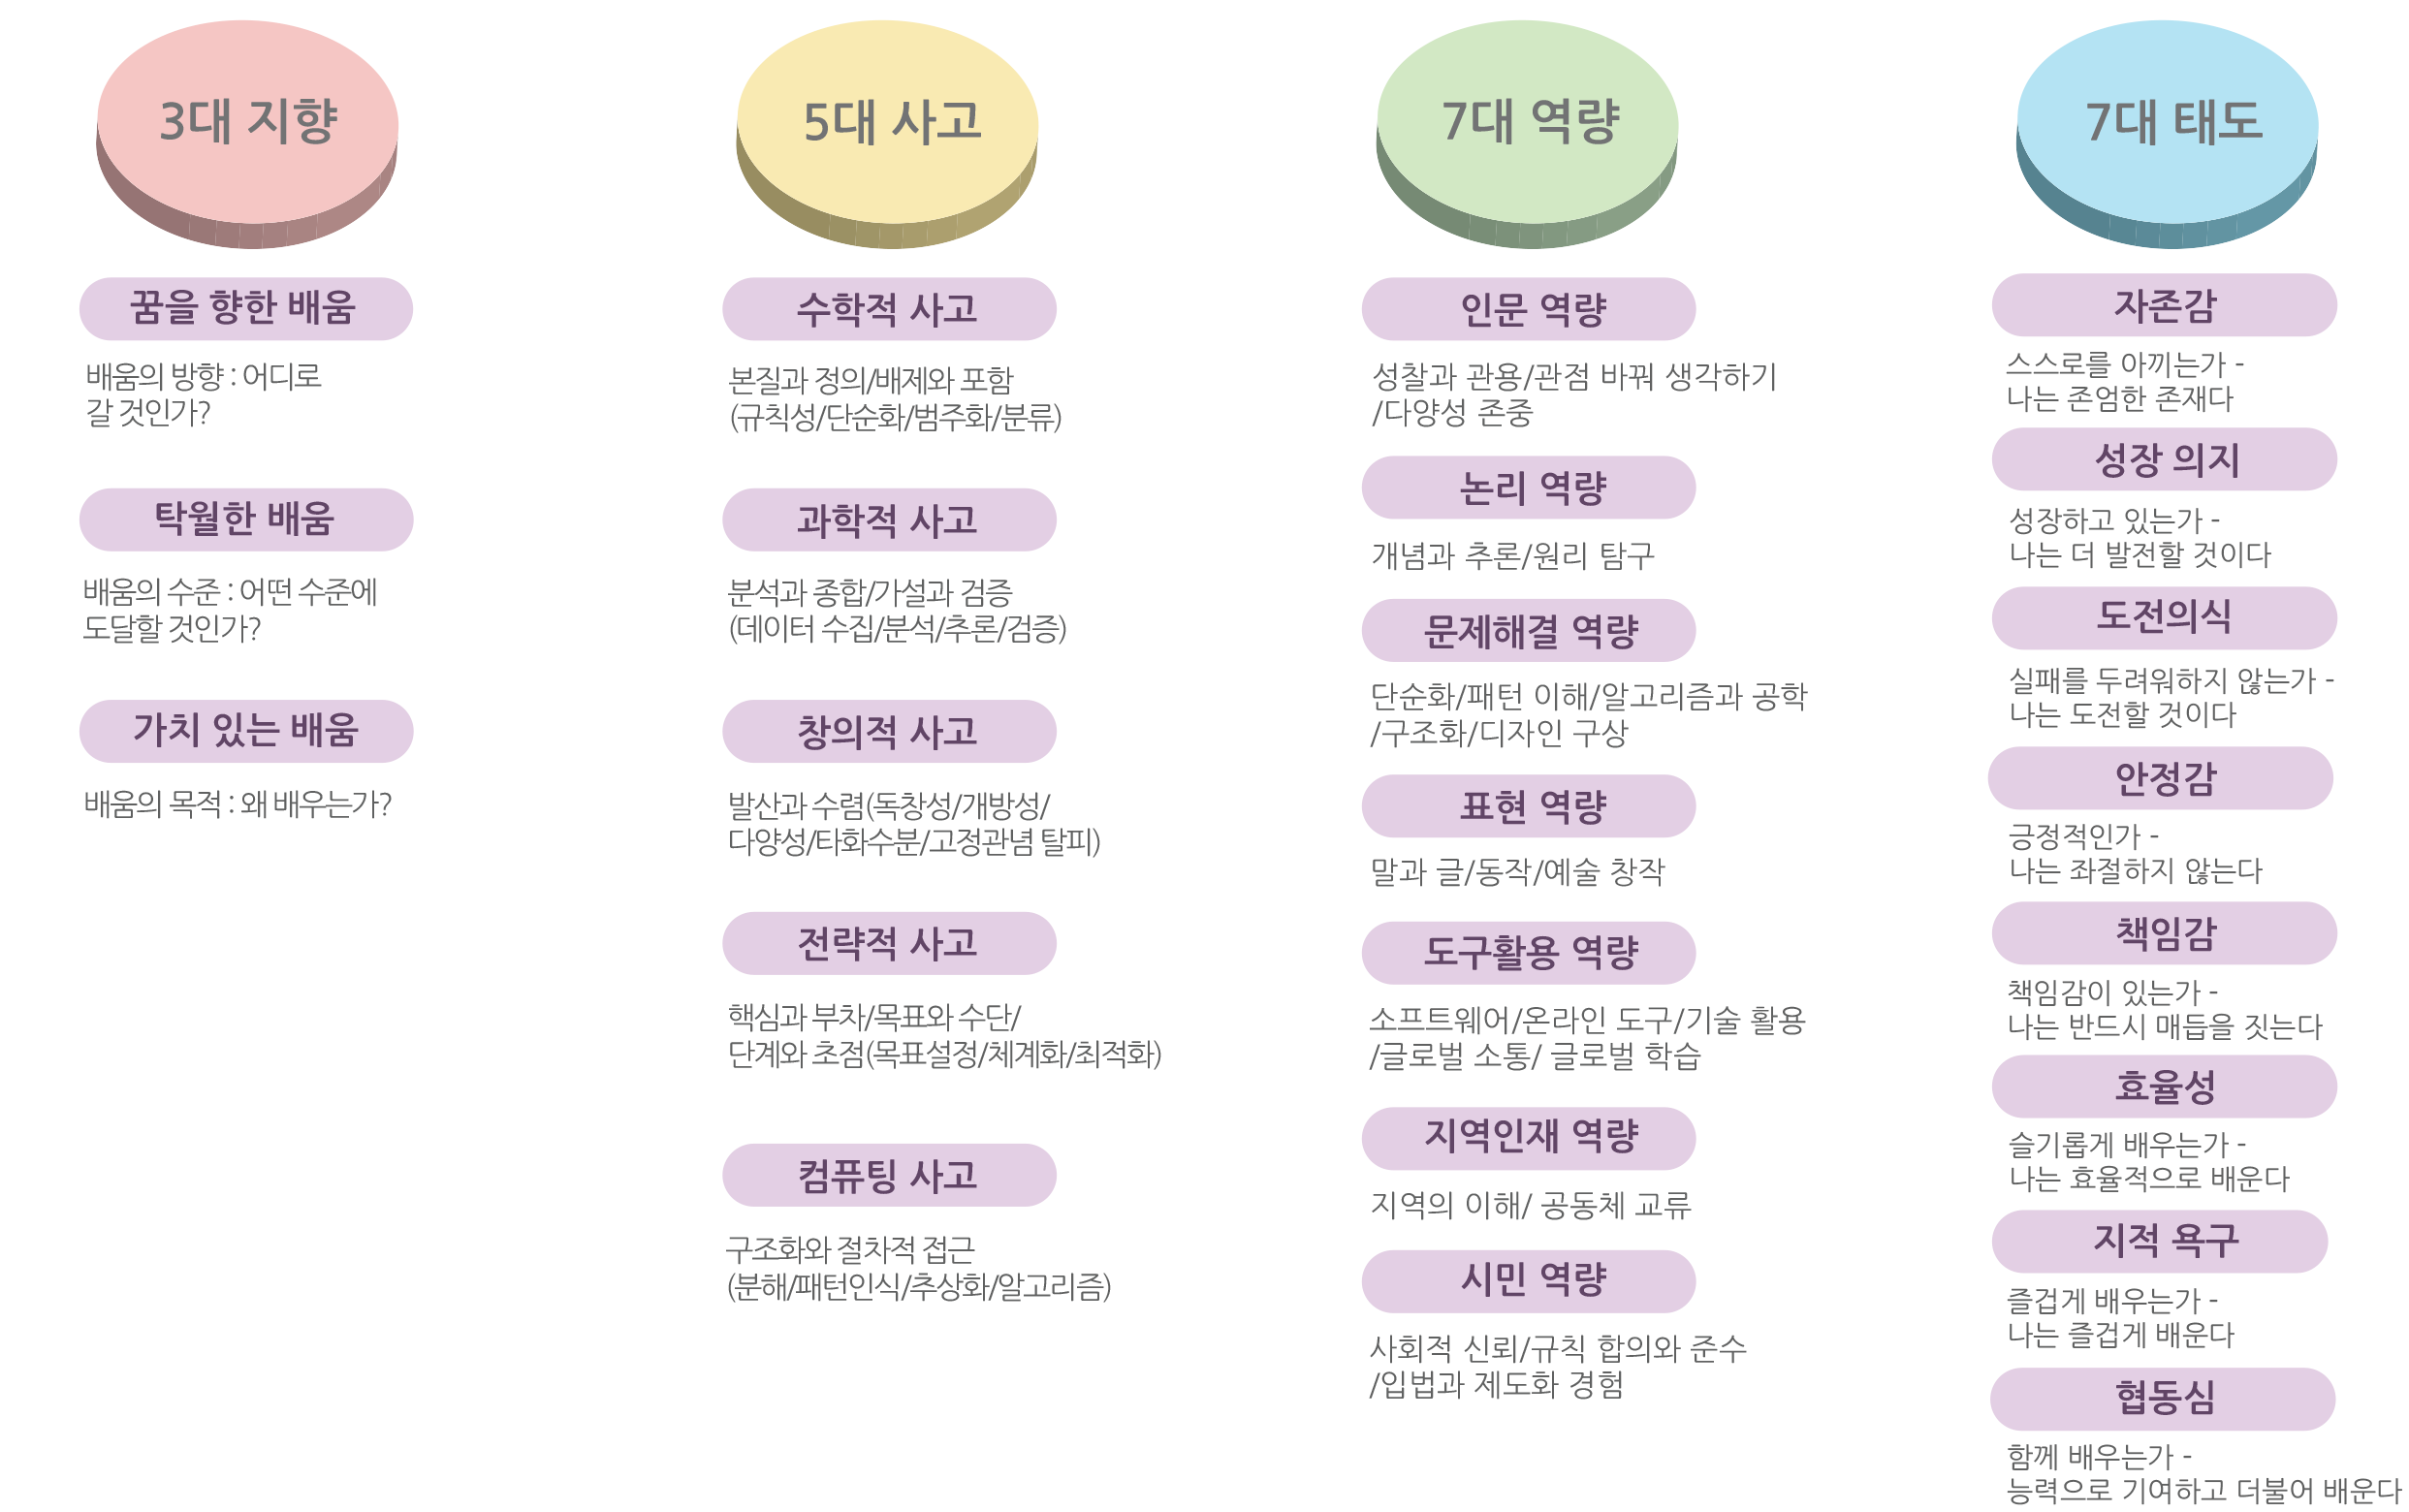 3대 지향
꿈을 향한 배움
배움의 방향 : 어디로
갈 것인가?
탁월한 배움
배움의 수준 : 어떤 수준에
도달할 것인가?
가치 있는 배움
배움의 목적 : 왜 배우는가?
5대 사고
수학적 사고
본질과 정의/배제와 포함
(규칙성/단순화/범주화/분류)
과학적 사고
분석과 종합/가설과 검증
(데이터 수집/분석/추론/검증)
창의적 사고
발산과 수렴(독창성/개방성/
다양성/타화수분/고정관념 탈피)
전략적 사고
핵심과 부차/목표와 수단/
단계와 초점(목표설정/체계화/최적화)
컴퓨팅 사고
구조화와 절차적 접근
(분해/패턴인식/추상화/알고리즘)
7대 역량
인문 역량
성찰과 관용/관점 바꿔 생각하기
/다양성 존중
논리 역량
개념과 추론/원리 탐구
문제해결 역량
단순화/패턴 이해/알고리즘과 공학
/구조화/디자인 구상
표현 역량
말과 글/동작/예술 창작
도구활용 역량
소프트웨어/온라인 도구/기술 활용
/글로벌 소통/ 글로벌 학습
지역인재 역량
지역의 이해/ 공동체 교류
시민 역량
사회적 신뢰/규칙 합의와 준수
/입법과 제도화 경험
7대 태도
자존감
스스로를 아끼는가 -
나는 존엄한 존재다
성장 의지
성장하고 있는가 -
나는 더 발전할 것이다
도전의식
실패를 두려워하지 않는가 -
나는 도전할 것이다
안정감
긍정적인가 -
나는 좌절하지 않는다
책임감
책임감이 있는가 -
나는 반드시 매듭을 짓는다
효율성
슬기롭게 배우는가 -
나는 효율적으로 배운다
지적 욕구
즐겁게 배우는가 -
나는 즐겁게 배운다
협동심
함께 배우는가 -
능력으로 기여하고 더불어 배운다